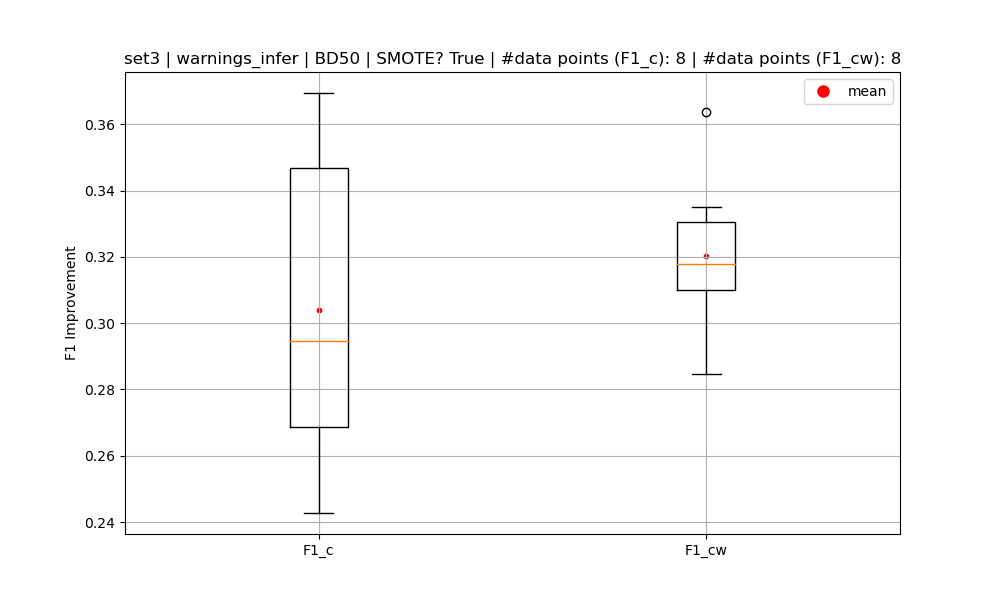 set3 | warnings_infer | BD50 | SMOTE? True | #data points (F1_c): 8 | #data points (F1_cw): 8
mean
0.36
0.34
0.32
0.30
0.28
0.26
0.24
F1 Improvement
F1_c
F1_cw